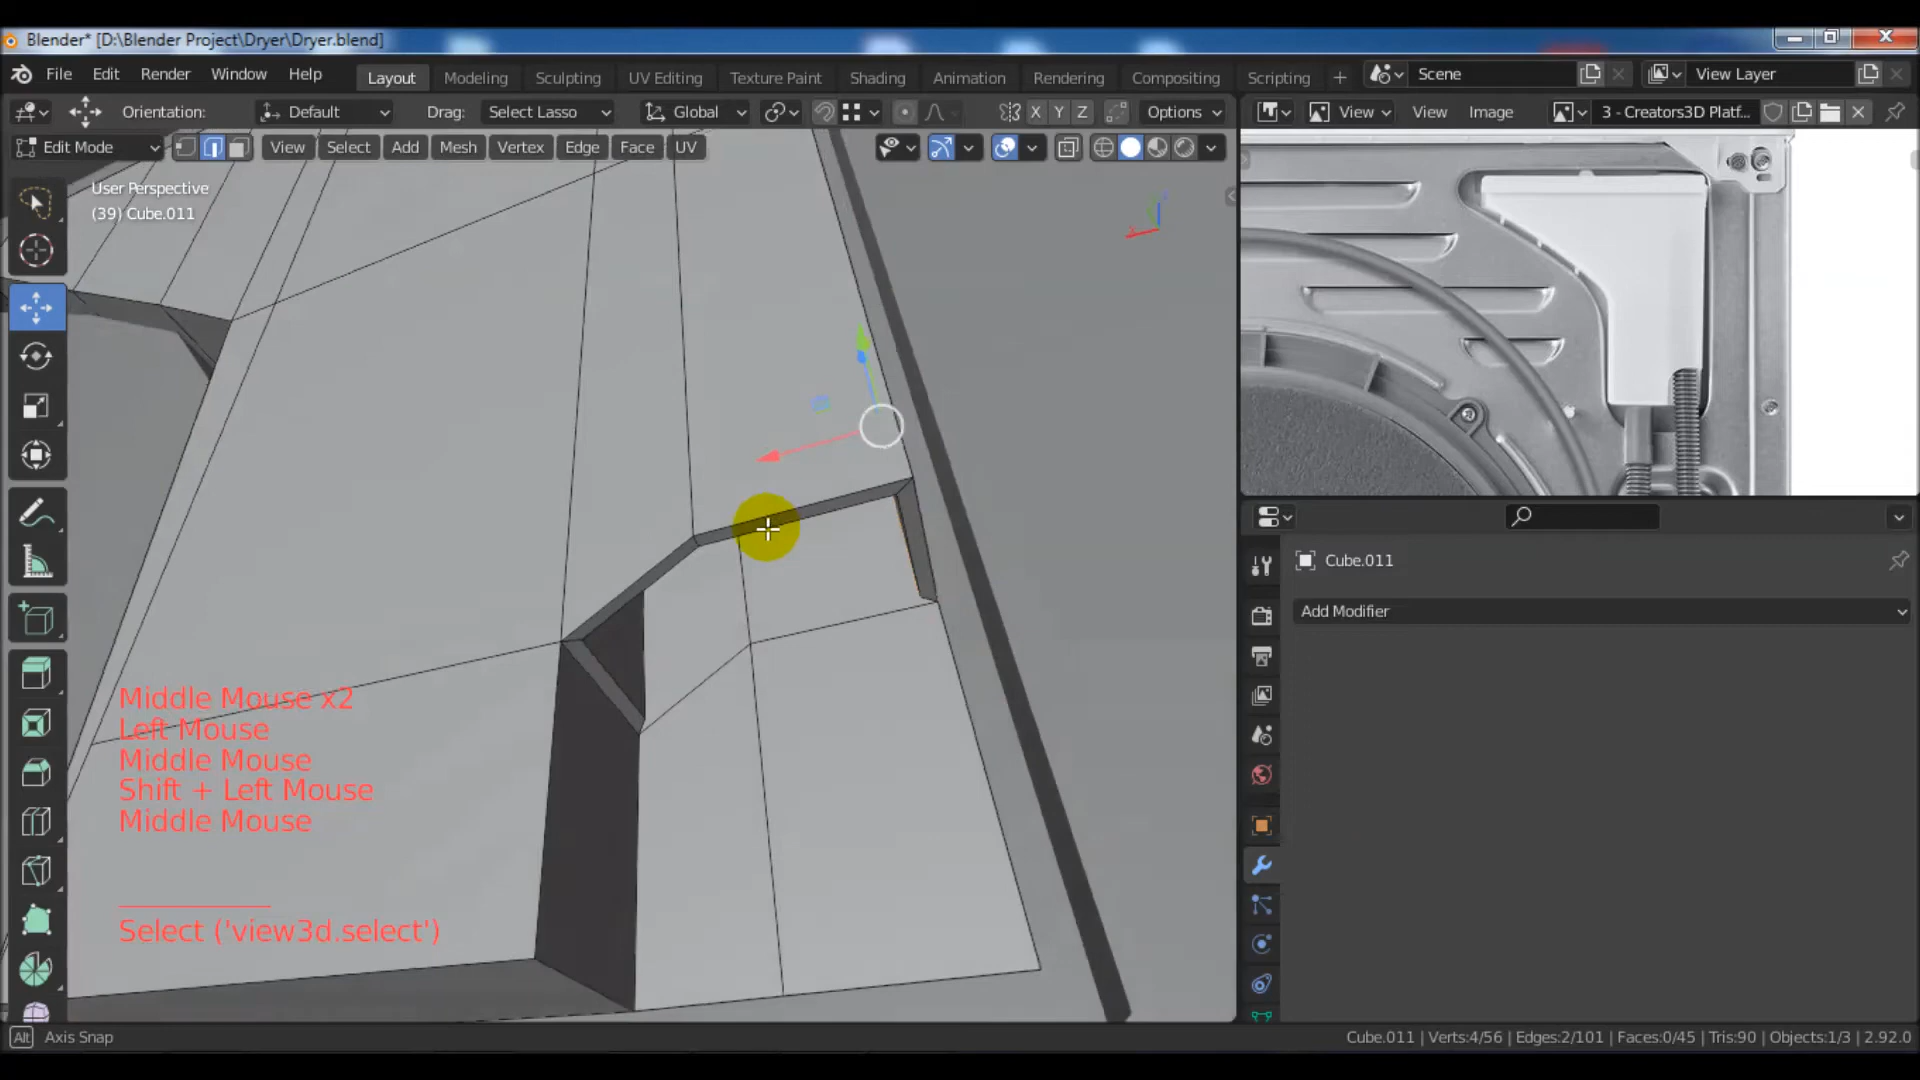 Blender* [D:\Blender Project\Dryer\Dryer.blend]
File Edit Render Window Help Layout Modeling Sculpting UV Editing Texture Paint Shading Animation Rendering Compositing Scripting + Scene View Layer
Orientation: Default Drag: Select Lasso Global X Y Z Options View View Image 3 - Creators3D Platf...
Edit Mode View Select Add Mesh Vertex Edge Face UV
User Perspective
(39) Cube.011
Cube.011
Add Modifier
Middle Mouse x2
Left Mouse
Middle Mouse
Shift + Left Mouse
Middle Mouse
Select ('view3d.select')
Alt Axis Snap
Cube.011 | Verts:4/56 | Edges:2/101 | Faces:0/45 | Tris:90 | Objects:1/3 | 2.92.0